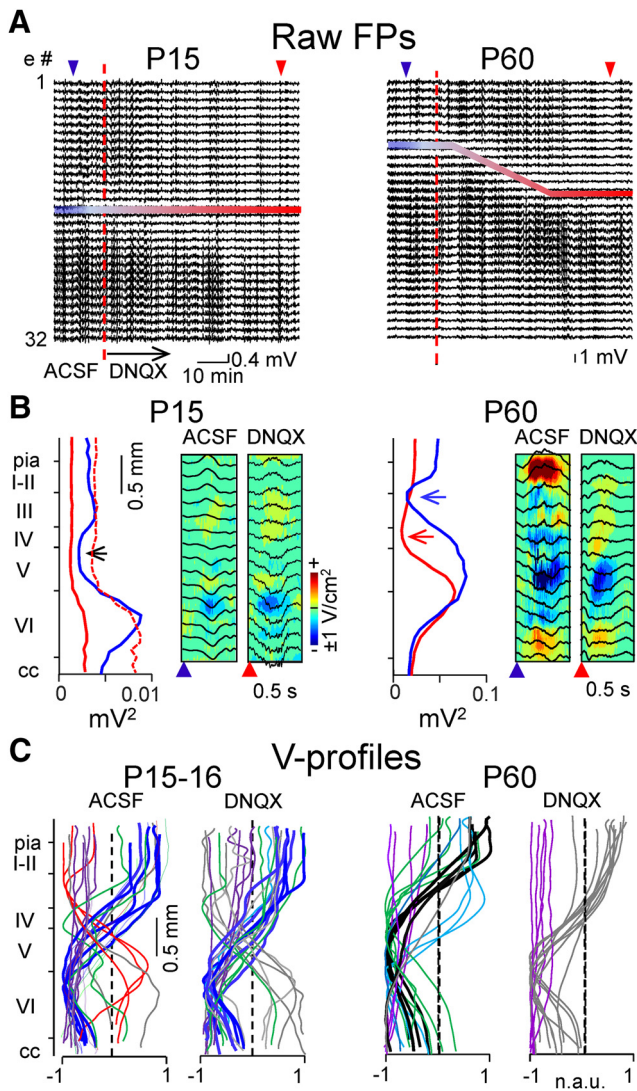 A
Raw FPs
e #
P15
P60
1
32
ACSF
DNQX
10 min
0.4 mV
1 mV
B
P15
P60
ACSF
DNQX
ACSF
DNQX
pia
I-II
III
IV
V
VI
cc
0.5 mm
+
-
±1 V/cm²
0
0.01
mV²
0.5 s
0
0.1
mV²
0.5 s
C
V-profiles
P15-16
P60
ACSF
DNQX
ACSF
DNQX
pia
I-II
IV
V
VI
cc
0.5 mm
-1
1
-1
1
-1
1
-1
n.a.u.
1